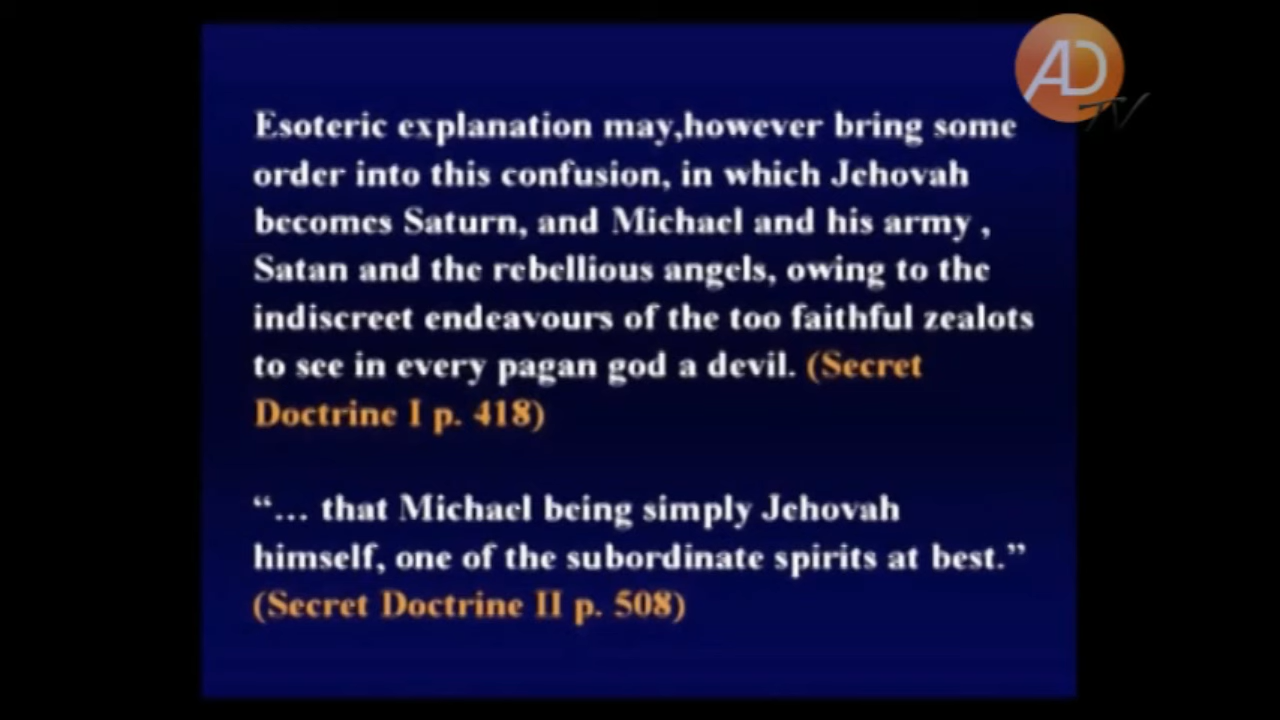 AD
TV
Esoteric explanation may,however bring some
order into this confusion, in which Jehovah
becomes Saturn, and Michael and his army ,
Satan and the rebellious angels, owing to the
indiscreet endeavours of the too faithful zealots
to see in every pagan god a devil. (Secret
Doctrine I p. 418)
“… that Michael being simply Jehovah
himself, one of the subordinate spirits at best.”
(Secret Doctrine II p. 508)